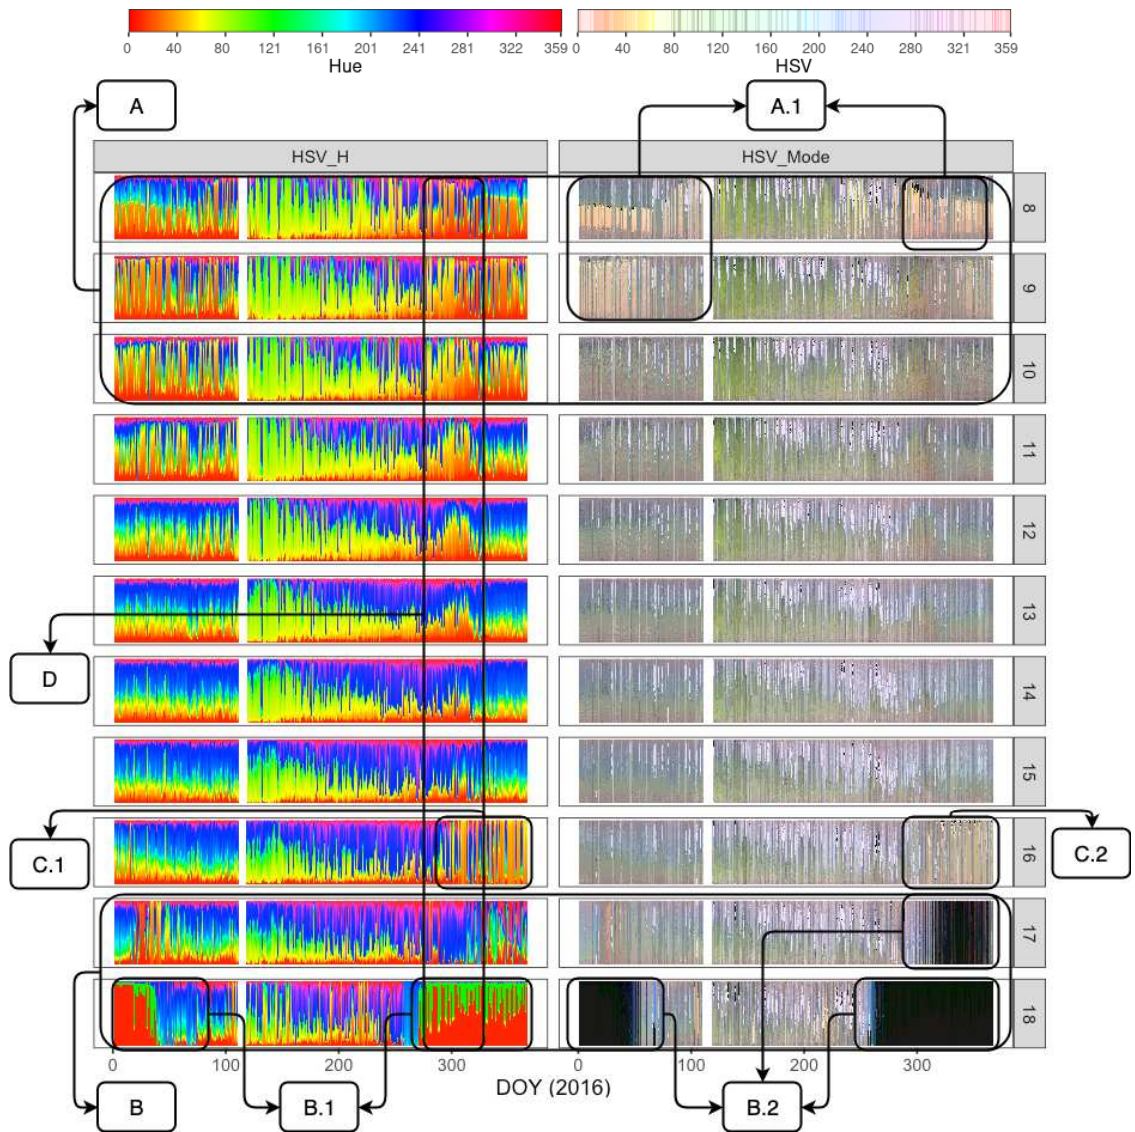 0 40 80 121 161 201 241 281 322 359
Hue
0 40 80 120 160 200 240 280 321 359
HSV
A
A.1
HSV_H
HSV_Mode
8
9
10
11
12
13
D
14
15
C.1
16
C.2
17
18
0 100 200 300
0 100 200 300
DOY (2016)
B
B.1
B.2